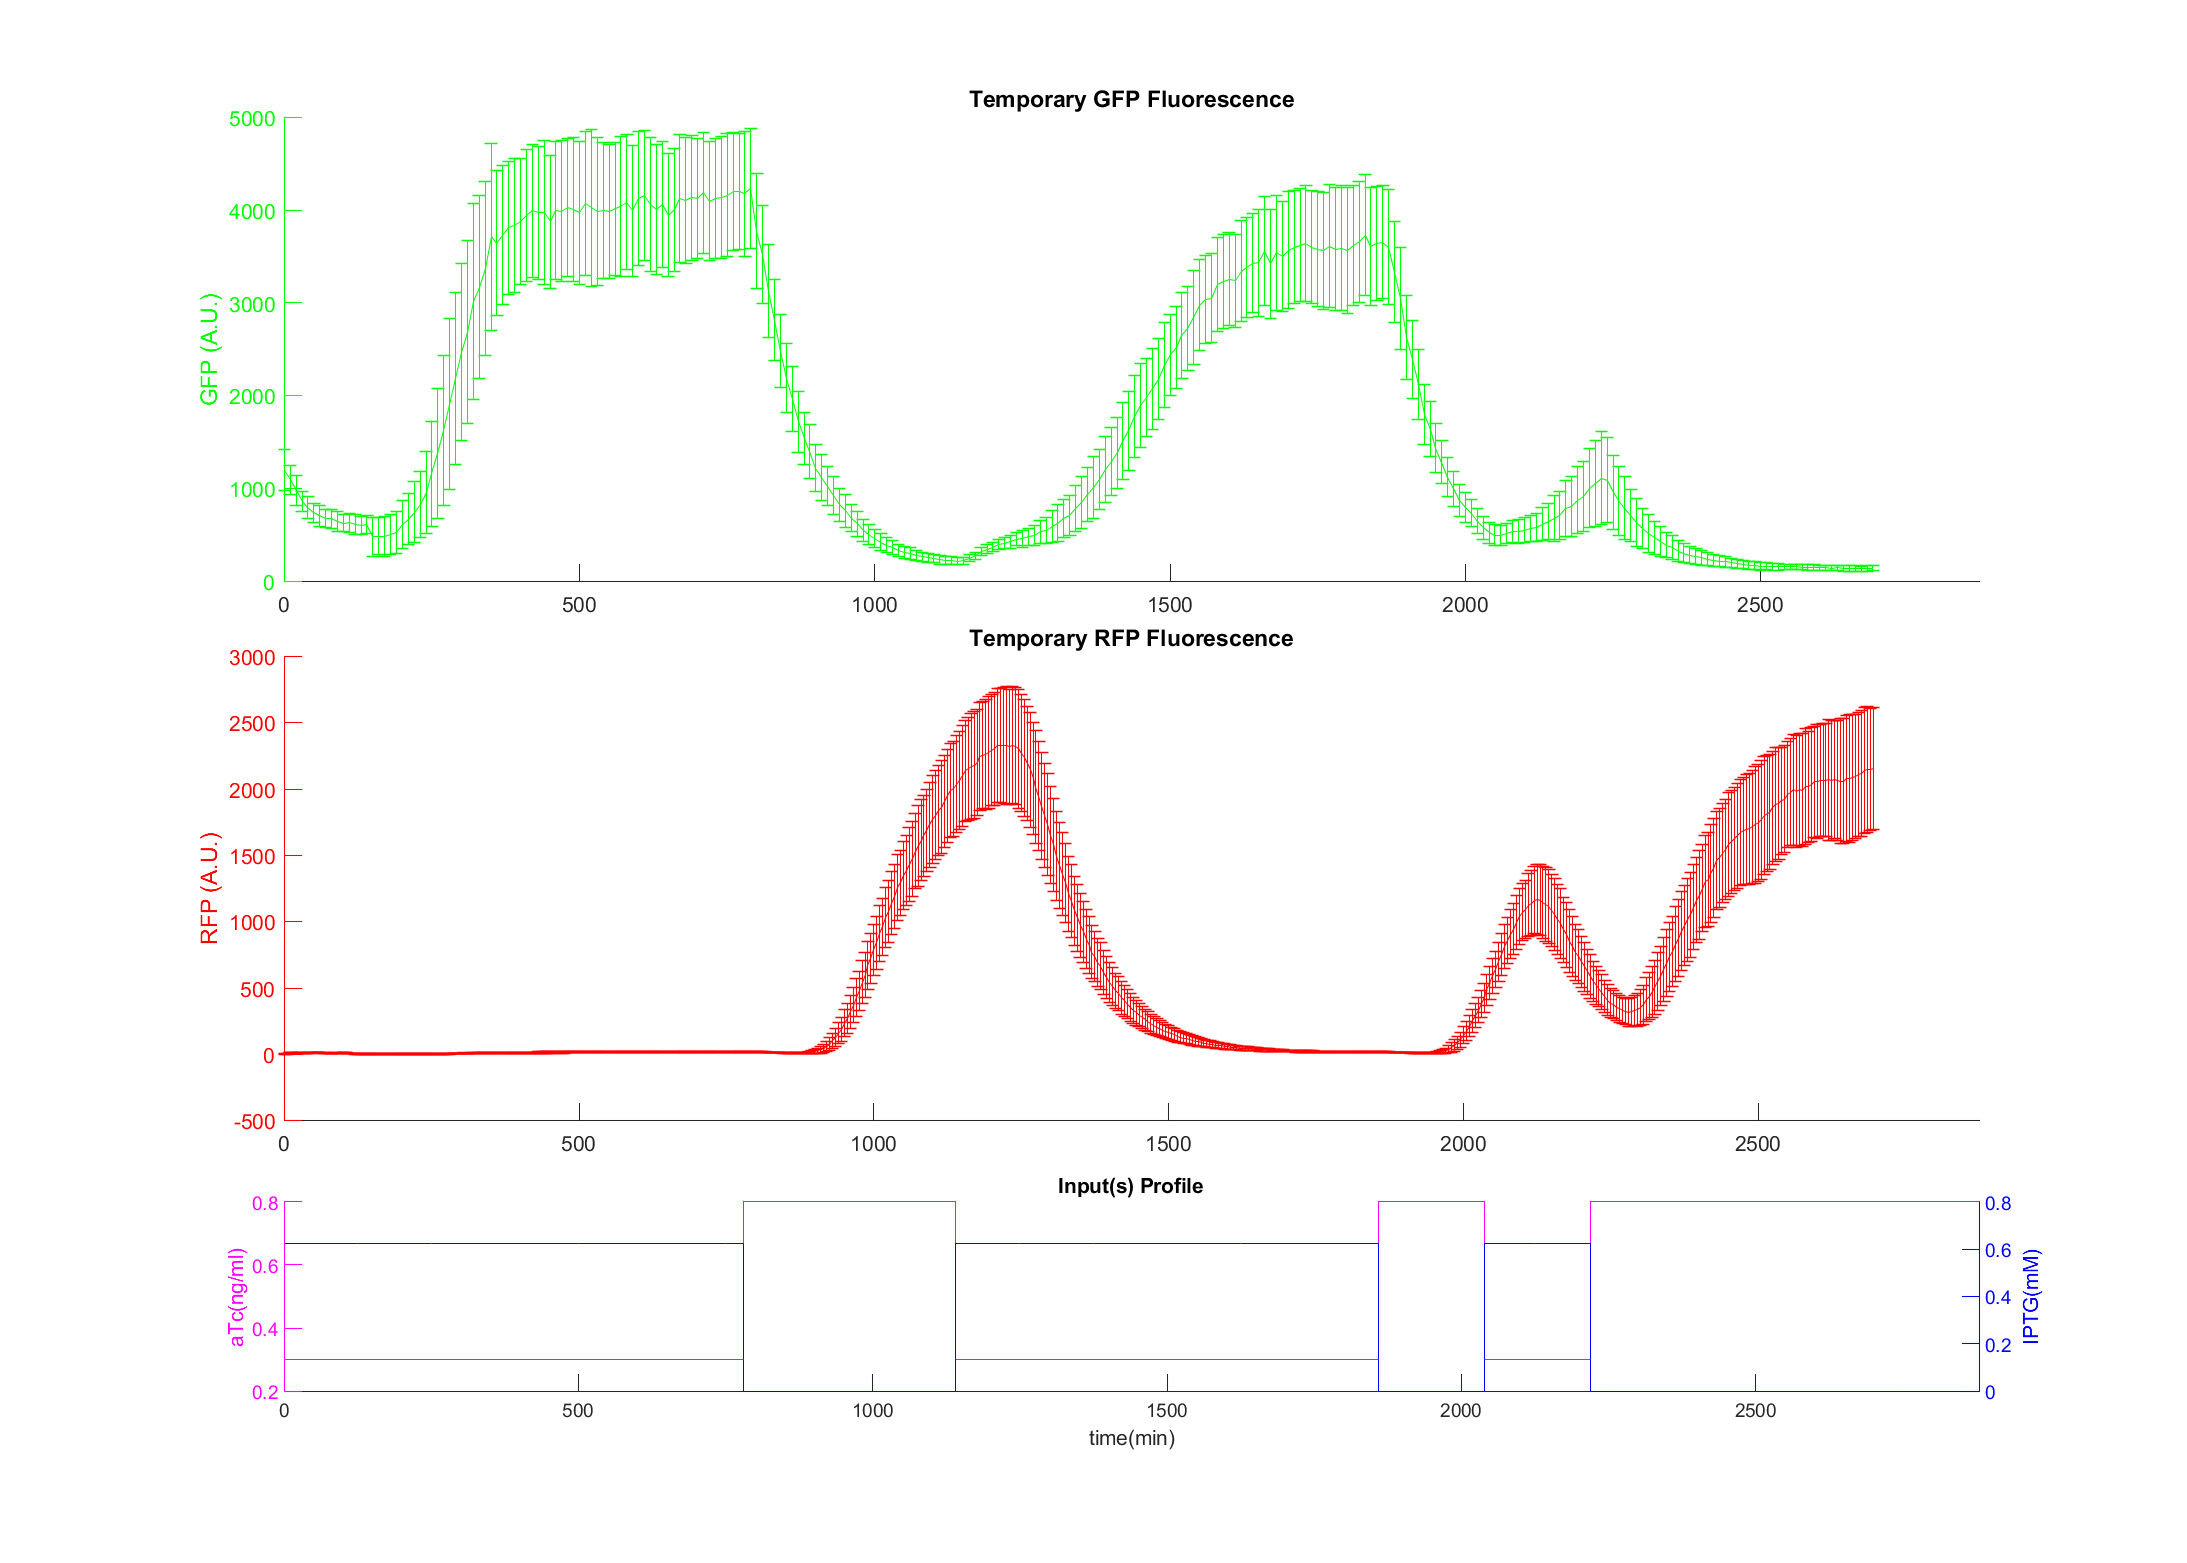 Temporary GFP Fluorescence
5000
4000
3000
2000
1000
0
GFP (A.U.)
0 500 1000 1500 2000 2500
Temporary RFP Fluorescence
3000
2500
2000
1500
1000
500
0
-500
RFP (A.U.)
0 500 1000 1500 2000 2500
Input(s) Profile
0.8
0.6
0.4
0.2
aTc(ng/ml)
0.8
0.6
0.4
0.2
0
IPTG(mM)
0 500 1000 1500 2000 2500
time(min)